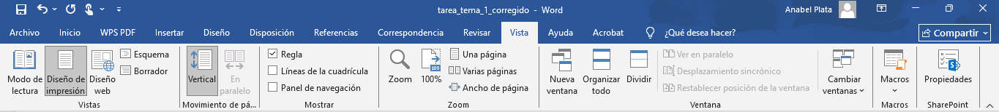 tarea_tema_1_corregido - Word
Anabel Plata
Archivo Inicio WPS PDF Insertar Diseño Disposición Referencias Correspondencia Revisar Vista Ayuda Acrobat ¿Qué desea hacer? Compartir
Modo de
lectura
Diseño de
impresión
Diseño
web
Esquema
Borrador
Vistas
Vertical
En
paralelo
Movimiento de pá...
Regla
Líneas de la cuadrícula
Panel de navegación
Mostrar
Zoom
100
100%
Una página
Varias páginas
Ancho de página
Zoom
Nueva
ventana
Organizar
todo
Dividir
Ver en paralelo
Desplazamiento sincrónico
Restablecer posición de la ventana
Cambiar
ventanas
Ventana
Macros
Macros
Propiedades
SharePoint